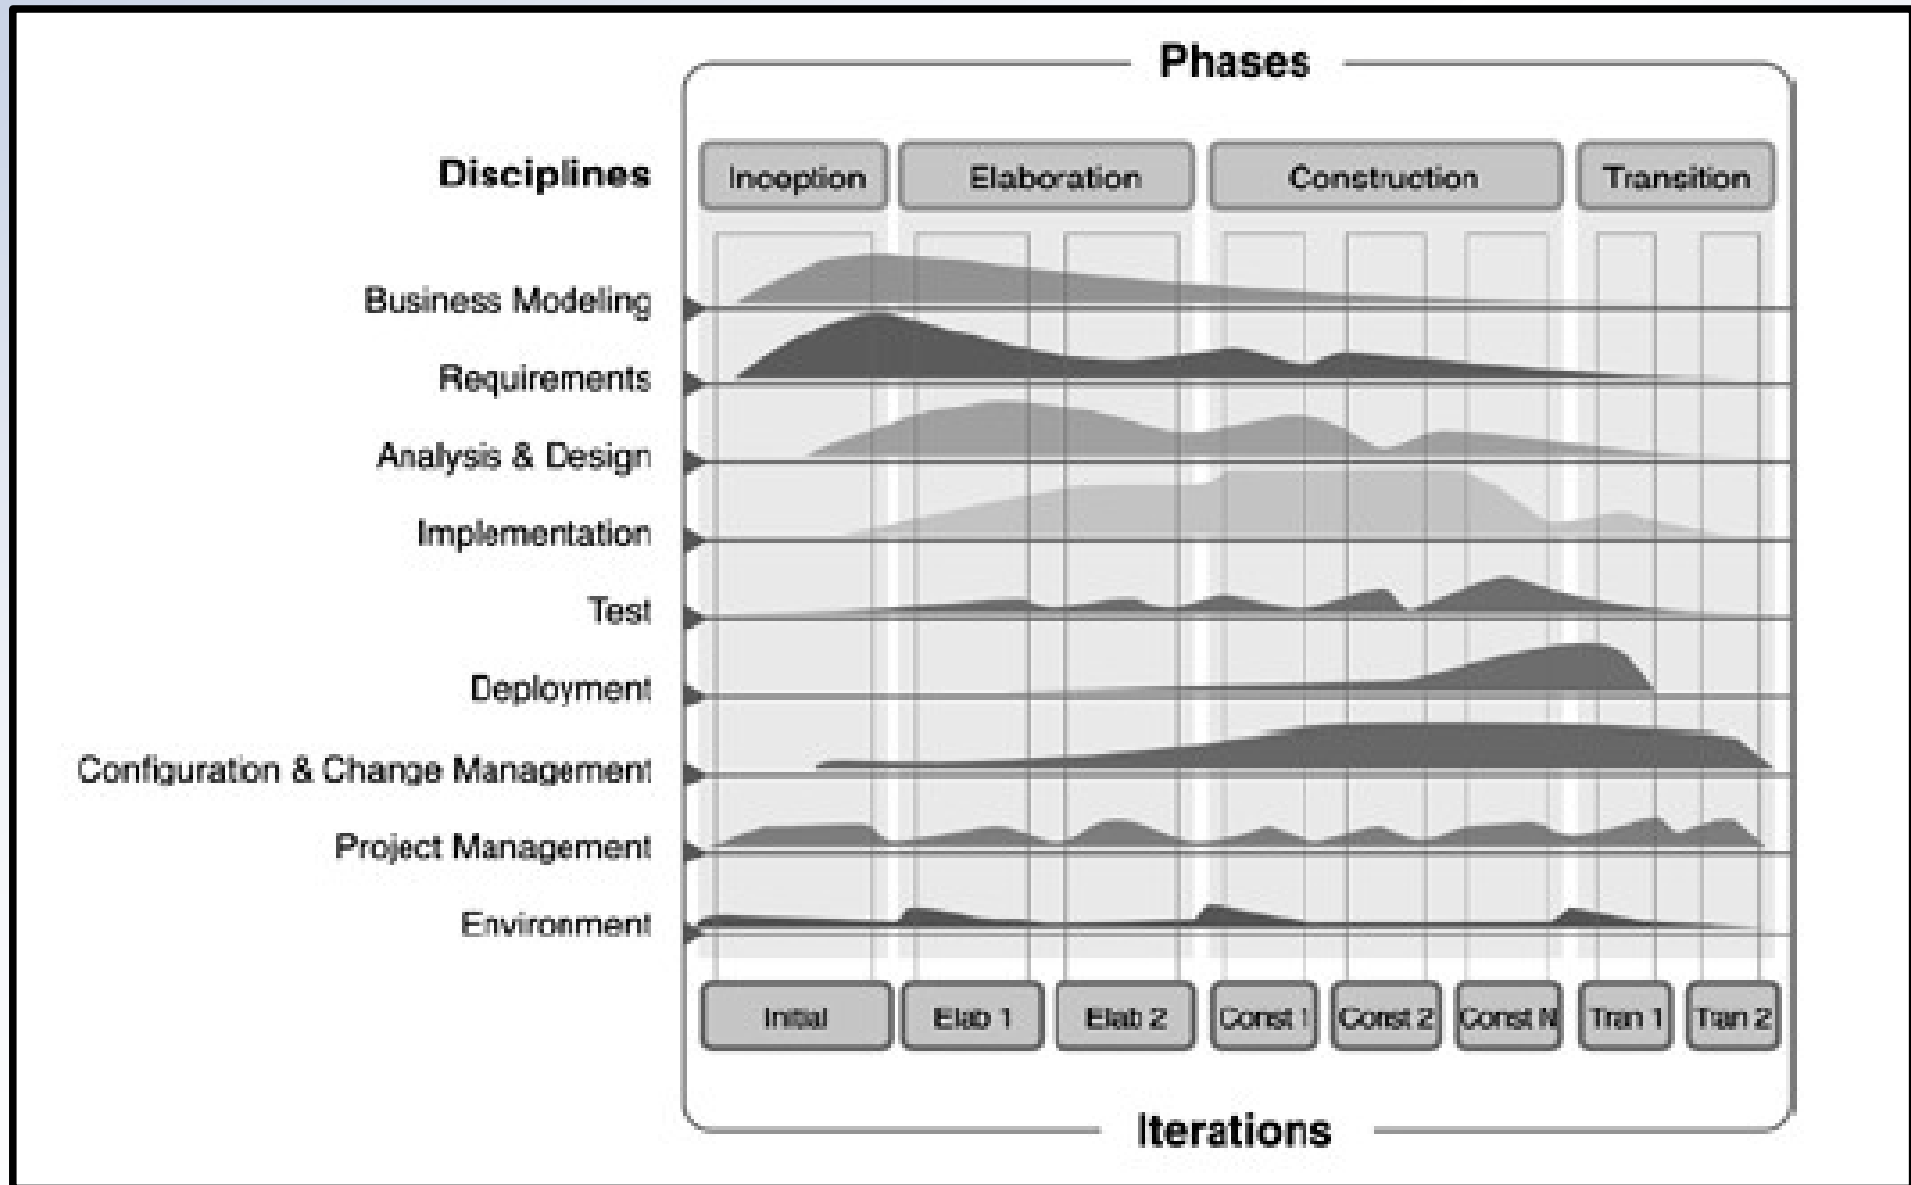 Phases
Disciplines
Inception
Elaboration
Construction
Transition
Business Modeling
Requirements
Analysis & Design
Implementation
Test
Deployment
Configuration & Change Management
Project Management
Environment
Initial
Elab 1
Elab 2
Const 1
Const 2
Const N
Tran 1
Tran 2
Iterations